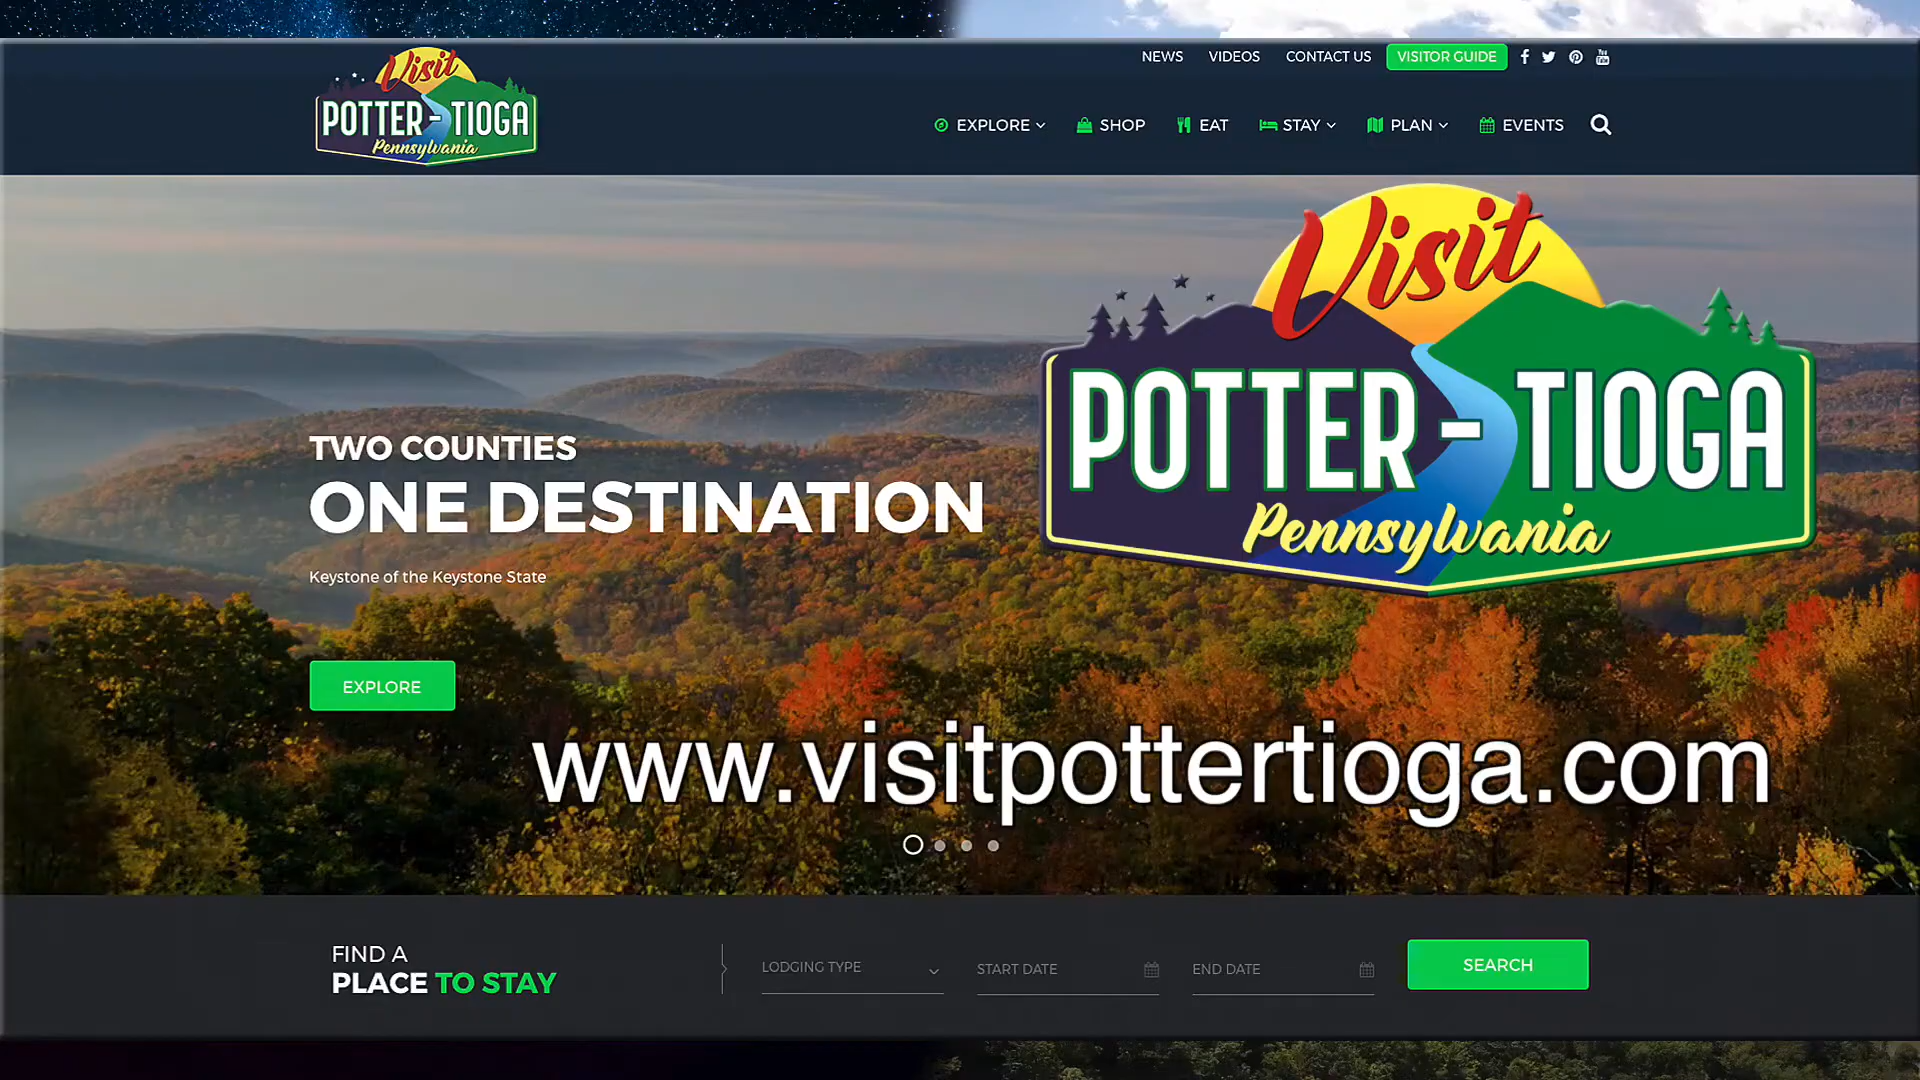 Visit
POTTER - TIOGA
Pennsylvania
NEWS VIDEOS CONTACT US VISITOR GUIDE
EXPLORE SHOP EAT STAY PLAN EVENTS
Visit
POTTER - TIOGA
Pennsylvania
TWO COUNTIES
ONE DESTINATION
Keystone of the Keystone State
EXPLORE
www.visitpottertioga.com
FIND A
PLACE TO STAY
LODGING TYPE
START DATE
END DATE
SEARCH